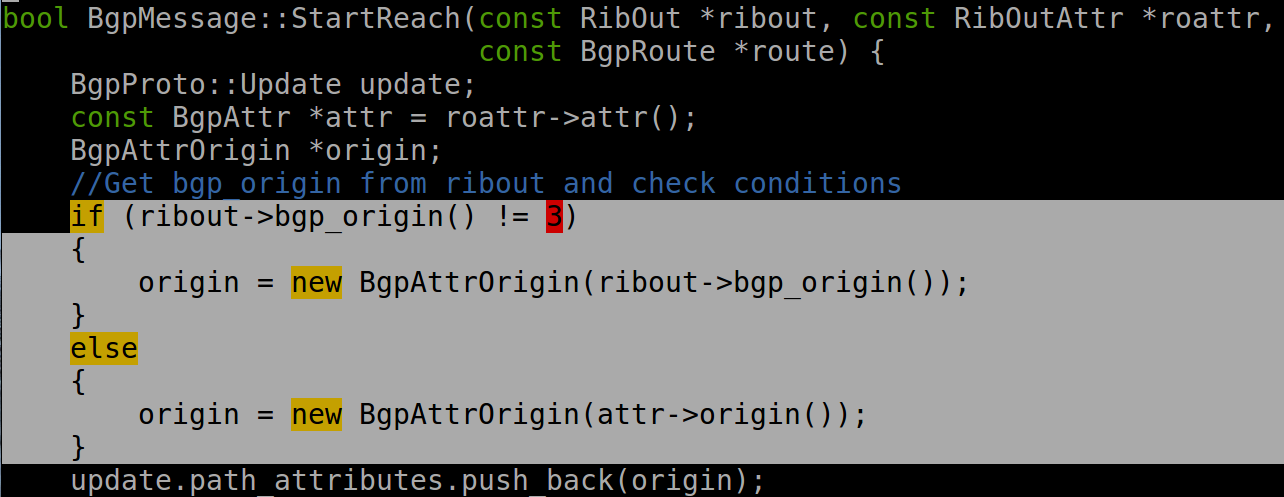 bool BgpMessage::StartReach(const RibOut *ribout, const RibOutAttr *roattr,
                            const BgpRoute *route) {
    BgpProto::Update update;
    const BgpAttr *attr = roattr->attr();
    BgpAttrOrigin *origin;
    //Get bgp_origin from ribout and check conditions
    if (ribout->bgp_origin() != 3)
    {
        origin = new BgpAttrOrigin(ribout->bgp_origin());
    }
    else
    {
        origin = new BgpAttrOrigin(attr->origin());
    }
    update.path_attributes.push_back(origin);